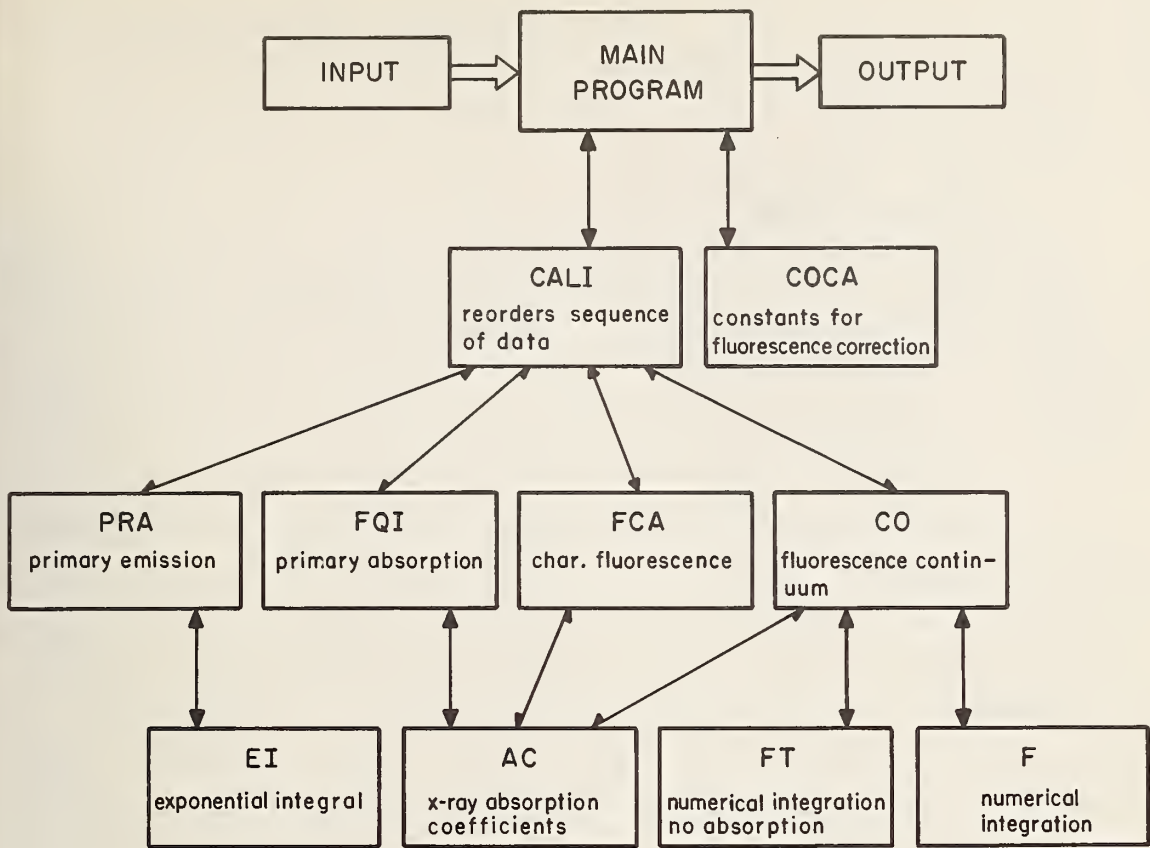 INPUT
MAIN
PROGRAM
OUTPUT
CALI
reorders sequence
of data
COCA
constants for
fluorescence correction
PRA
primary emission
FQI
primary absorption
FCA
char. fluorescence
CO
fluorescence contin-
uum
EI
exponential integral
AC
x-ray absorption
coefficients
FT
numerical integration
no absorption
F
numerical
integration